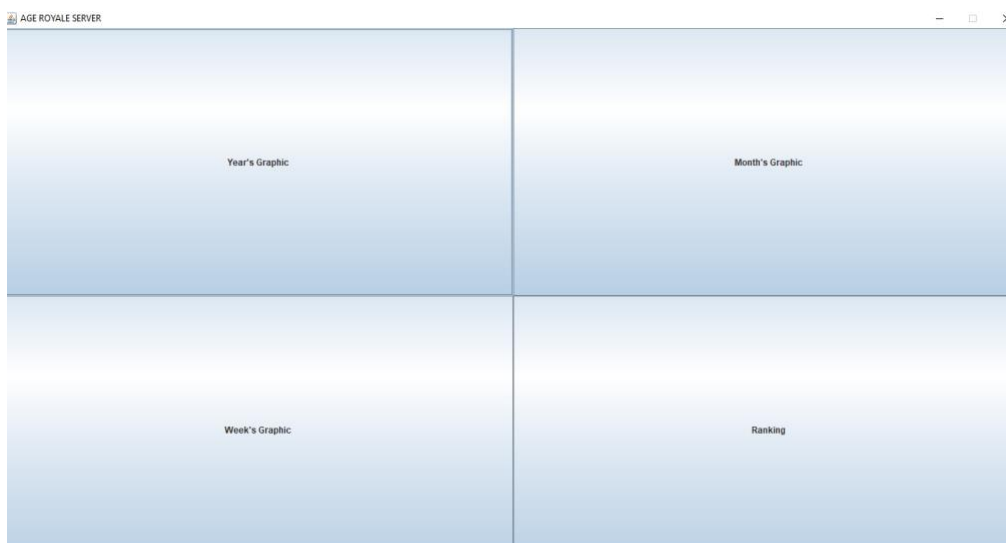 AGE ROYALE SERVER
Year's Graphic
Month's Graphic
Week's Graphic
Ranking